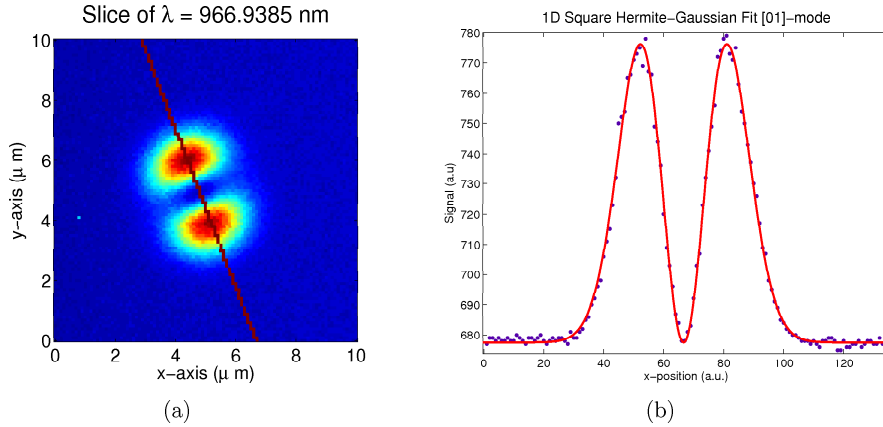 Slice of λ = 966.9385 nm
10
8
6
4
2
0
y−axis (μ m)
0 2 4 6 8 10
x−axis (μ m)
(a)
1D Square Hermite−Gaussian Fit [01]−mode
780
770
760
750
740
730
720
710
700
690
680
Signal (a.u)
0 20 40 60 80 100 120
x−position (a.u.)
(b)